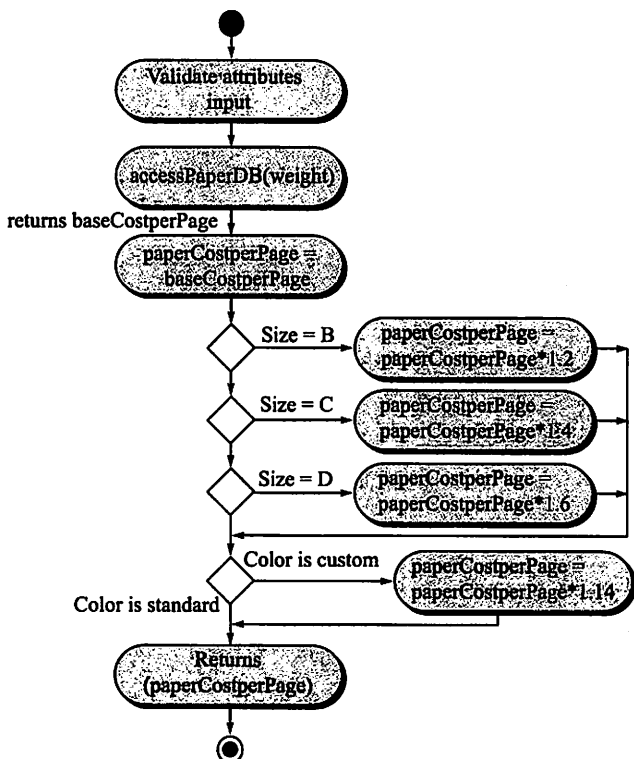 Validate attributes
input
accessPaperDB(weight)
returns baseCostperPage
paperCostperPage =
baseCostperPage
Size = B
paperCostperPage =
paperCostperPage*1.2
Size = C
paperCostperPage =
paperCostperPage*1.4
Size = D
paperCostperPage =
paperCostperPage*1.6
Color is custom
paperCostperPage =
paperCostperPage*1.14
Color is standard
Returns
(paperCostperPage)